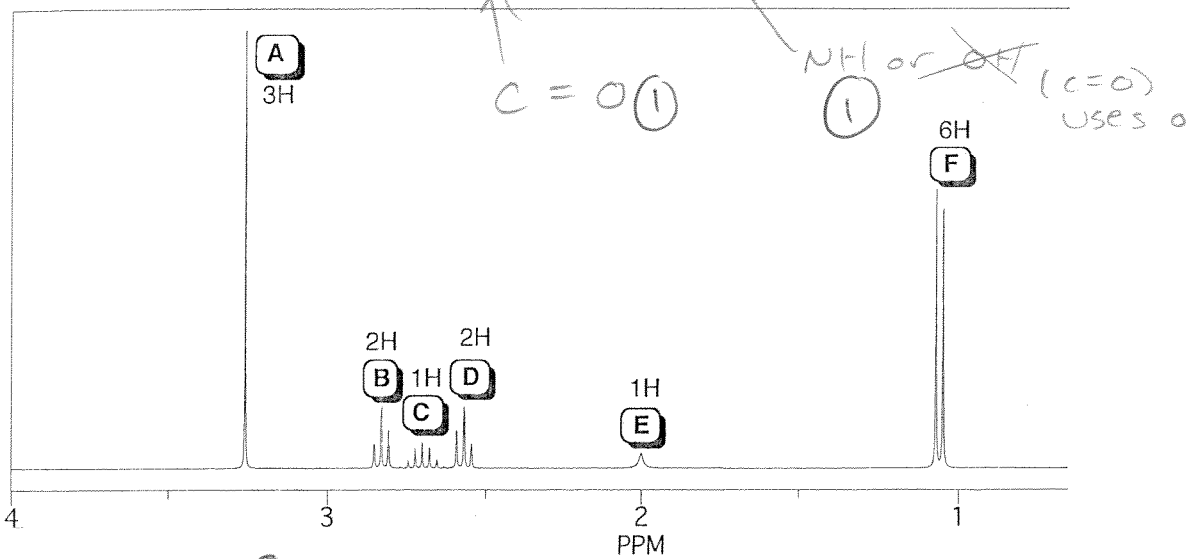 A
3H
C = O ①
NH or OH
①
(C=O)
uses o
6H
F
2H
B
1H
C
2H
D
1H
E
4
3
2
1
PPM